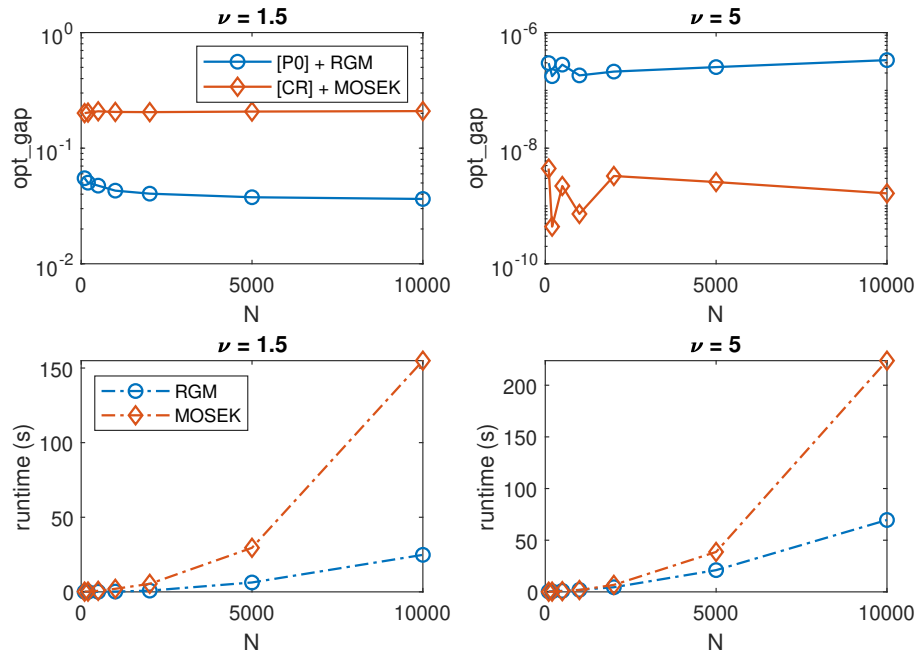 ν = 1.5
10^0
10^-1
10^-2
opt_gap
[P0] + RGM
[CR] + MOSEK
0
5000
10000
N
ν = 5
10^-6
10^-8
10^-10
opt_gap
0
5000
10000
N
ν = 1.5
150
100
50
0
runtime (s)
RGM
MOSEK
0
5000
10000
N
ν = 5
200
150
100
50
0
runtime (s)
0
5000
10000
N